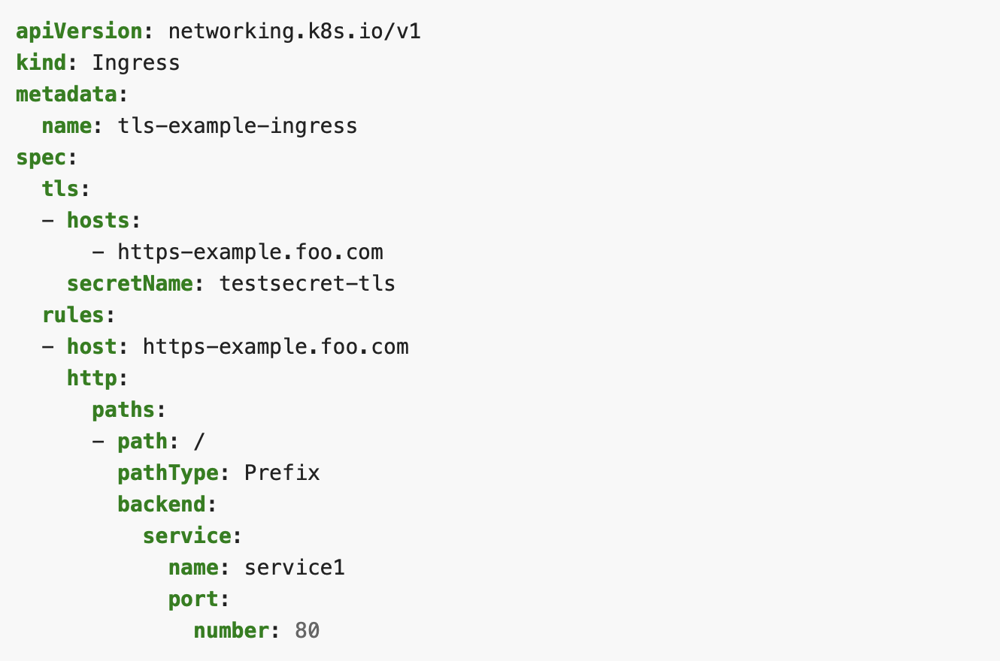 apiVersion: networking.k8s.io/v1
kind: Ingress
metadata:
  name: tls-example-ingress
spec:
  tls:
  - hosts:
      - https-example.foo.com
    secretName: testsecret-tls
  rules:
  - host: https-example.foo.com
    http:
      paths:
      - path: /
        pathType: Prefix
        backend:
          service:
            name: service1
            port:
              number: 80